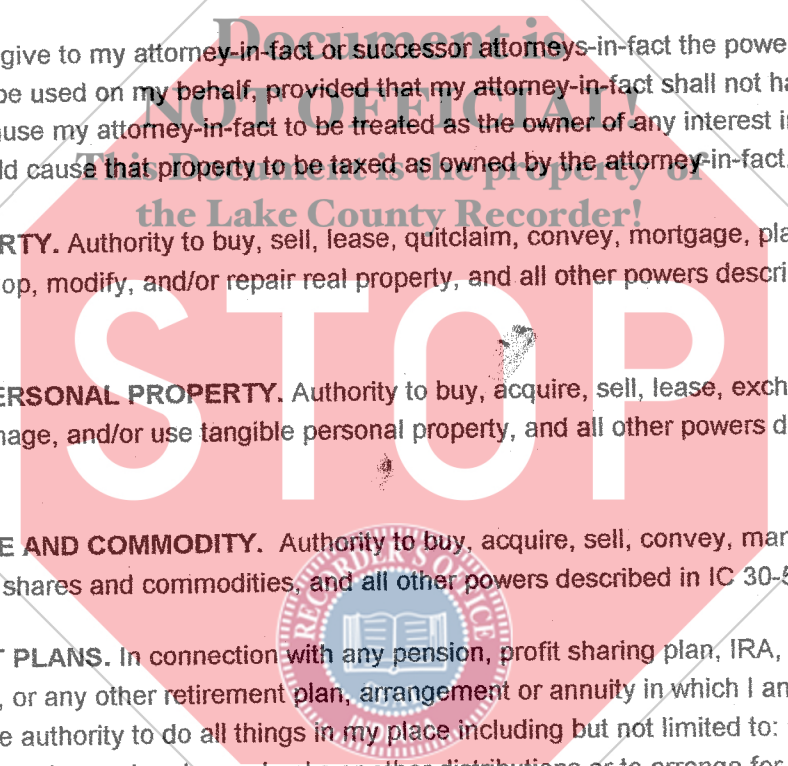 Document is
give to my attorney-in-fact or successor attorneys-in-fact the powe
be used on my behalf, provided that my attorney-in-fact shall not ha
NOT OFFICIAL!
use my attorney-in-fact to be treated as the owner of any interest i
ld cause that property to be taxed as owned by the attorney-in-fact.
This Document is the property of
the Lake County Recorder!
RTY. Authority to buy, sell, lease, quitclaim, convey, mortgage, pla
op, modify, and/or repair real property, and all other powers descri
STOP
ERSONAL PROPERTY. Authority to buy, acquire, sell, lease, exch
nage, and/or use tangible personal property, and all other powers d
E AND COMMODITY. Authority to buy, acquire, sell, convey, mar
shares and commodities, and all other powers described in IC 30-5
RECORDER'S OFFICE
T PLANS. In connection with any pension, profit sharing plan, IRA,
, or any other retirement plan, arrangement or annuity in which I an
e authority to do all things in my place including but not limited to:
other distributions or to arrange for